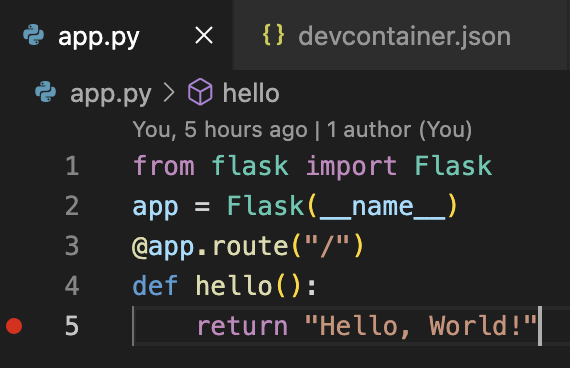 app.py × {} devcontainer.json
app.py > hello
You, 5 hours ago | 1 author (You)
1 from flask import Flask
2 app = Flask(__name__)
3 @app.route("/")
4 def hello():
5     return "Hello, World!"